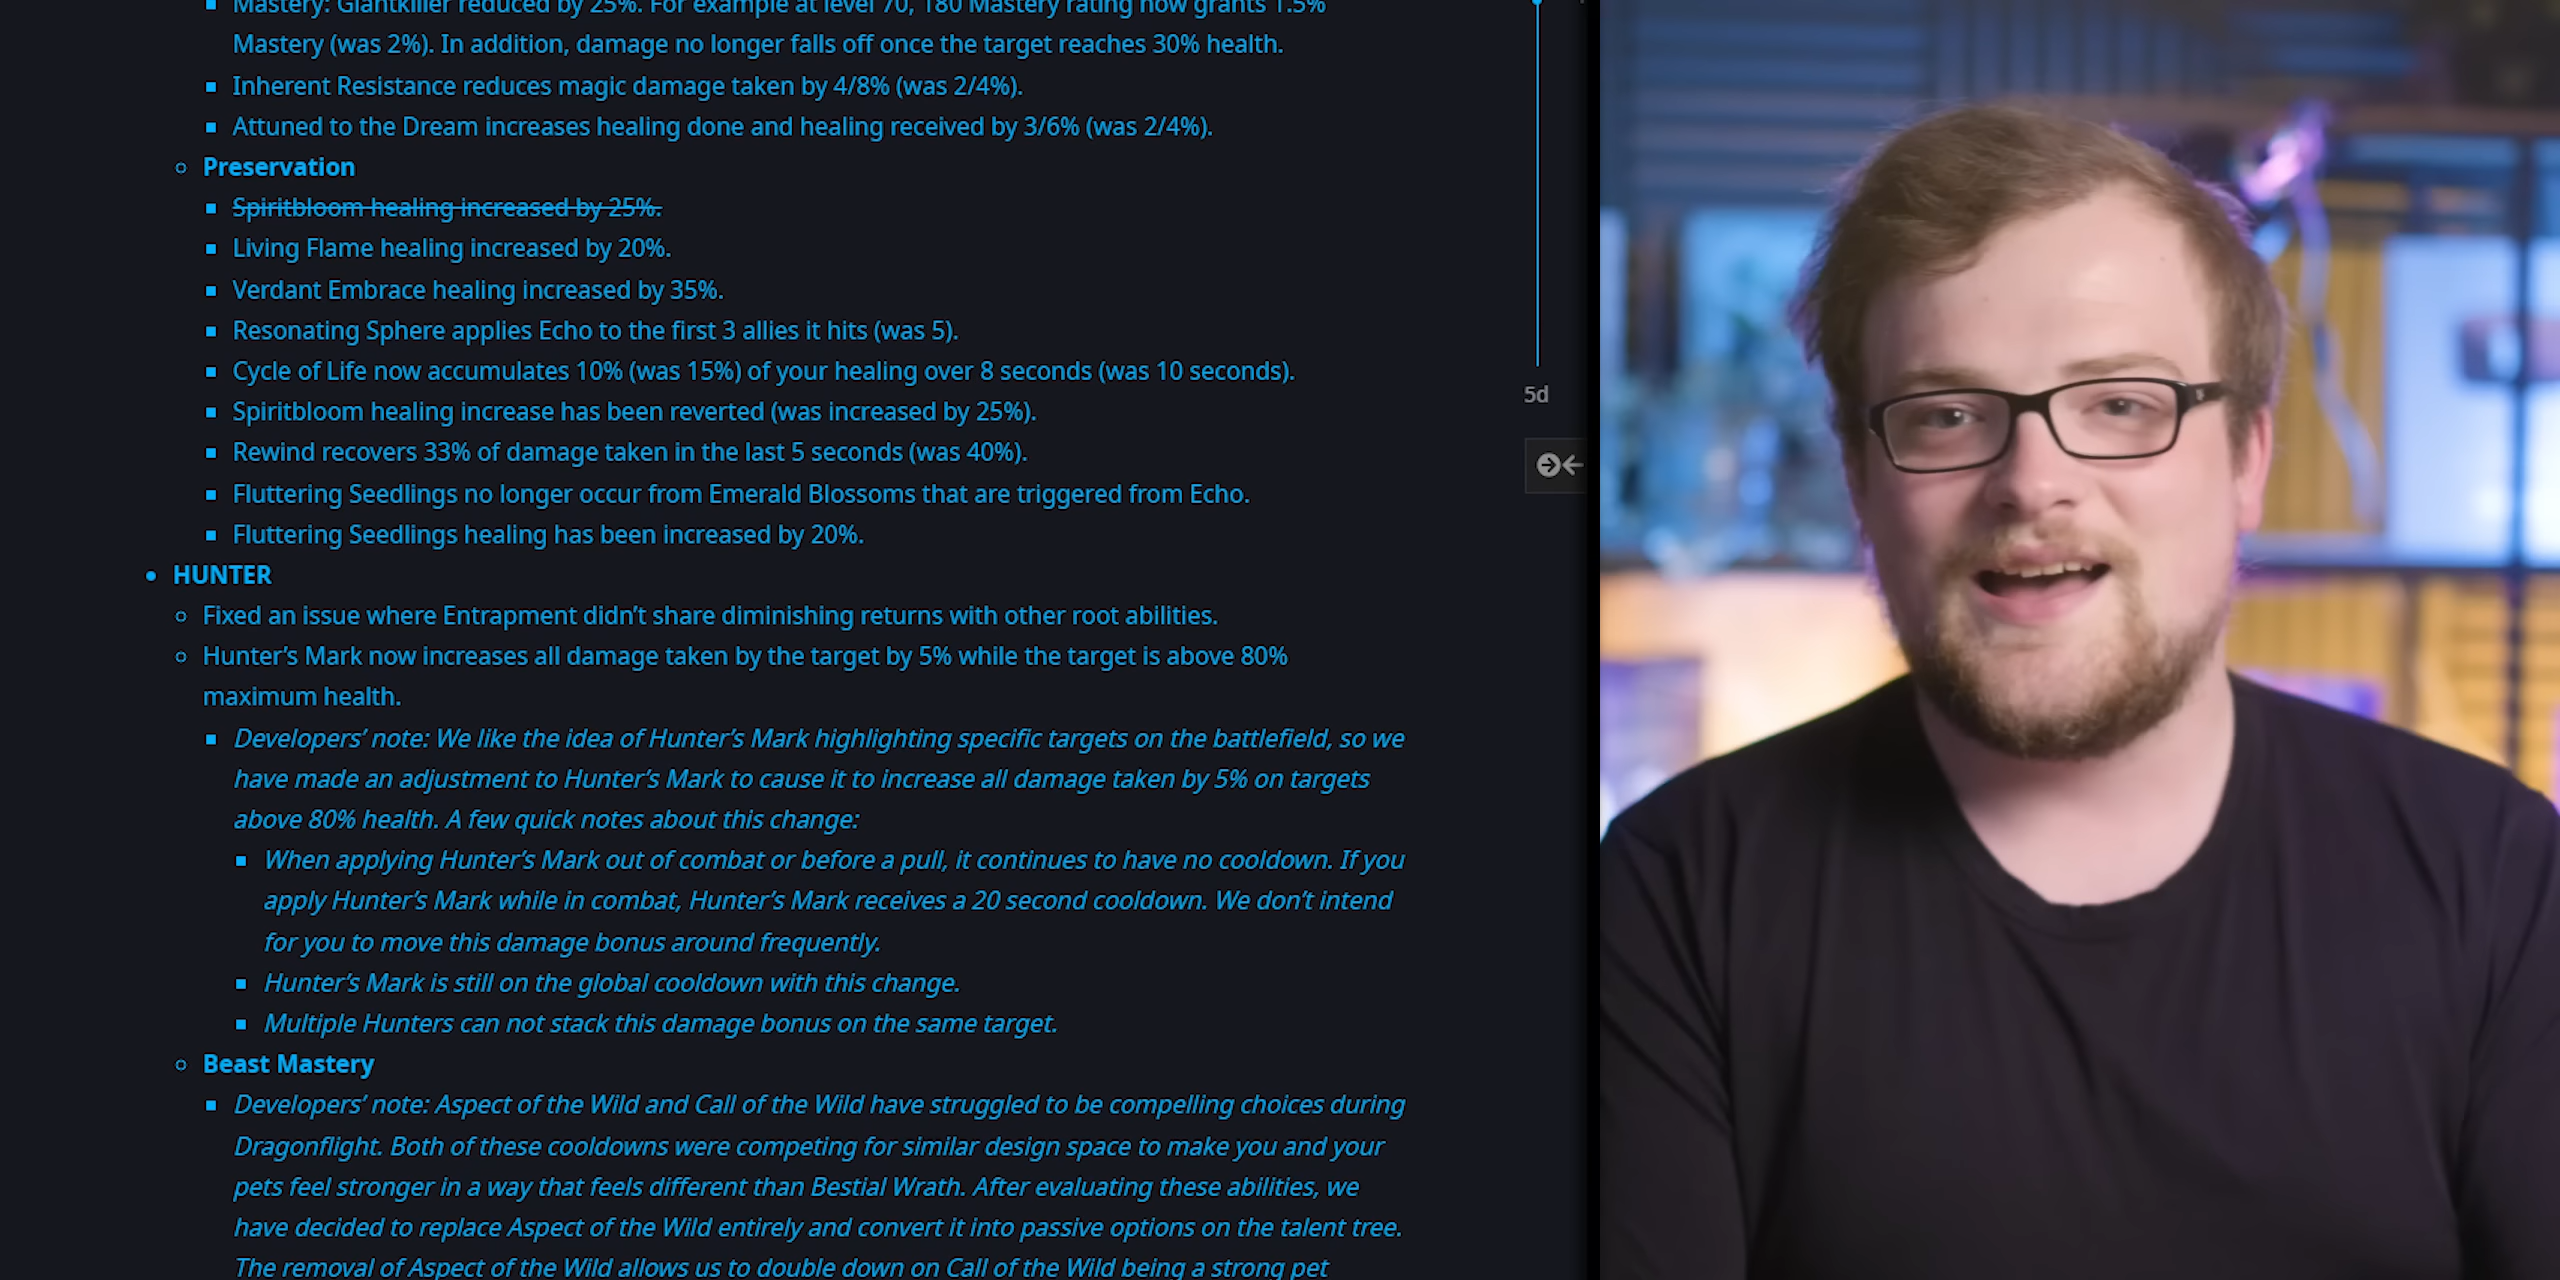 Mastery: Giantkiller reduced by 25%. For example at level 70, 180 Mastery rating now grants 1.5%
Mastery (was 2%). In addition, damage no longer falls off once the target reaches 30% health.
Inherent Resistance reduces magic damage taken by 4/8% (was 2/4%).
Attuned to the Dream increases healing done and healing received by 3/6% (was 2/4%).
Preservation
Spiritbloom healing increased by 25%.
Living Flame healing increased by 20%.
Verdant Embrace healing increased by 35%.
Resonating Sphere applies Echo to the first 3 allies it hits (was 5).
Cycle of Life now accumulates 10% (was 15%) of your healing over 8 seconds (was 10 seconds).
Spiritbloom healing increase has been reverted (was increased by 25%).
Rewind recovers 33% of damage taken in the last 5 seconds (was 40%).
Fluttering Seedlings no longer occur from Emerald Blossoms that are triggered from Echo.
Fluttering Seedlings healing has been increased by 20%.
HUNTER
Fixed an issue where Entrapment didn’t share diminishing returns with other root abilities.
Hunter’s Mark now increases all damage taken by the target by 5% while the target is above 80%
maximum health.
Developers’ note: We like the idea of Hunter’s Mark highlighting specific targets on the battlefield, so we
have made an adjustment to Hunter’s Mark to cause it to increase all damage taken by 5% on targets
above 80% health. A few quick notes about this change:
When applying Hunter’s Mark out of combat or before a pull, it continues to have no cooldown. If you
apply Hunter’s Mark while in combat, Hunter’s Mark receives a 20 second cooldown. We don’t intend
for you to move this damage bonus around frequently.
Hunter’s Mark is still on the global cooldown with this change.
Multiple Hunters can not stack this damage bonus on the same target.
Beast Mastery
Developers’ note: Aspect of the Wild and Call of the Wild have struggled to be compelling choices during
Dragonflight. Both of these cooldowns were competing for similar design space to make you and your
pets feel stronger in a way that feels different than Bestial Wrath. After evaluating these abilities, we
have decided to replace Aspect of the Wild entirely and convert it into passive options on the talent tree.
The removal of Aspect of the Wild allows us to double down on Call of the Wild being a strong pet
5d